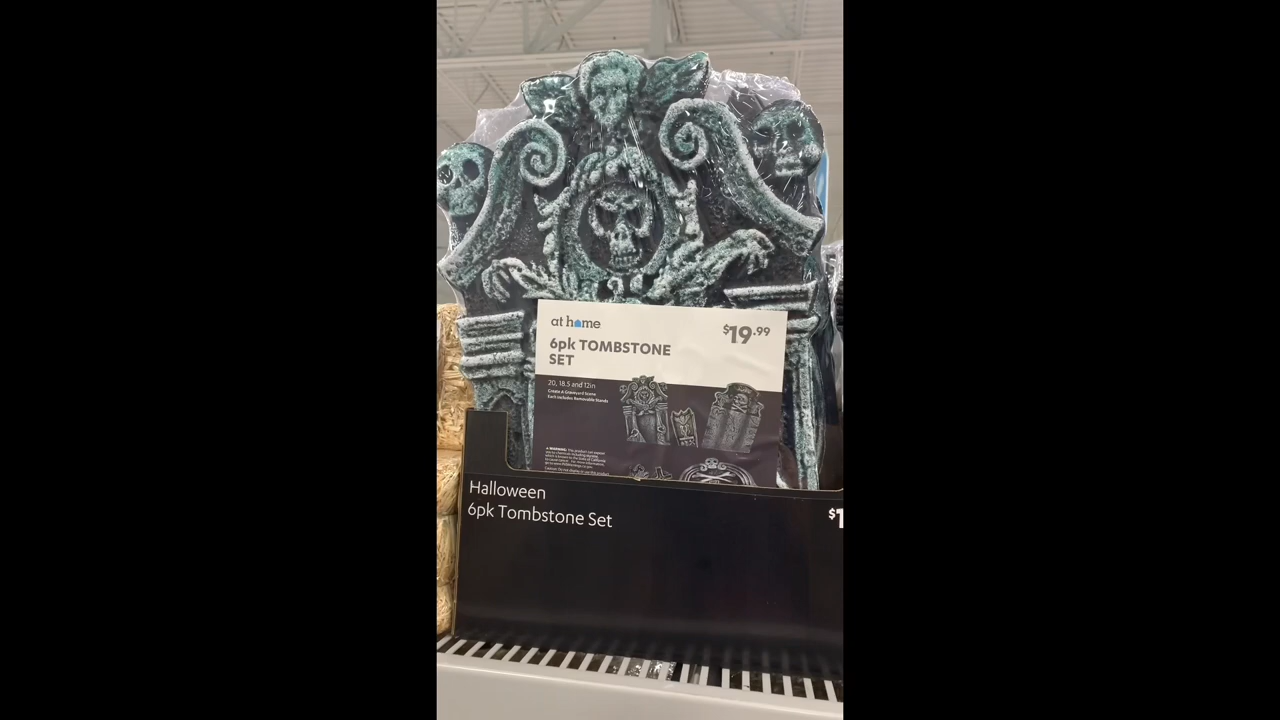 at home
$19.99
6pk TOMBSTONE
SET
20, 18.5 and 12in
Create A Graveyard Scene
Each Includes Removable Stands
Halloween
6pk Tombstone Set
$1